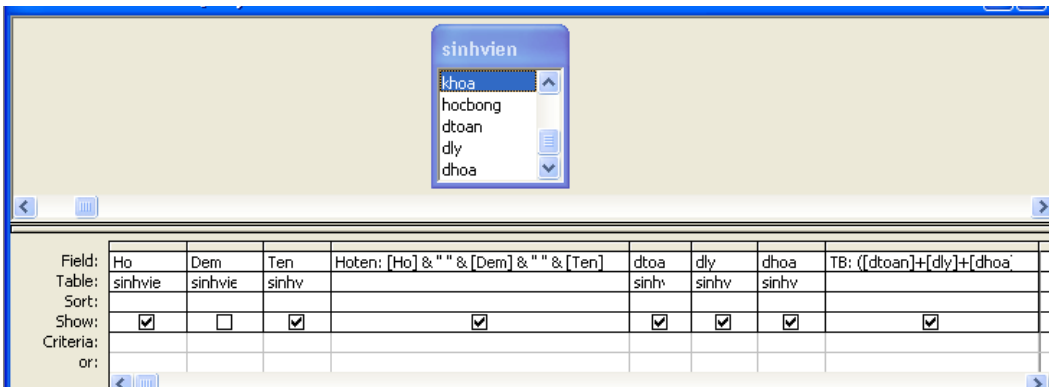 sinhvien
khoa
hocbong
dtoan
dly
dhoa
Field: Ho Dem Ten Hoten: [Ho] & " " & [Dem] & " " & [Ten] dtoa dly dhoa TB: ([dtoan]+[dly]+[dhoa]
Table: sinhvie sinhvie sinhv sinhv sinhv sinhv
Sort:
Show:
Criteria:
or: